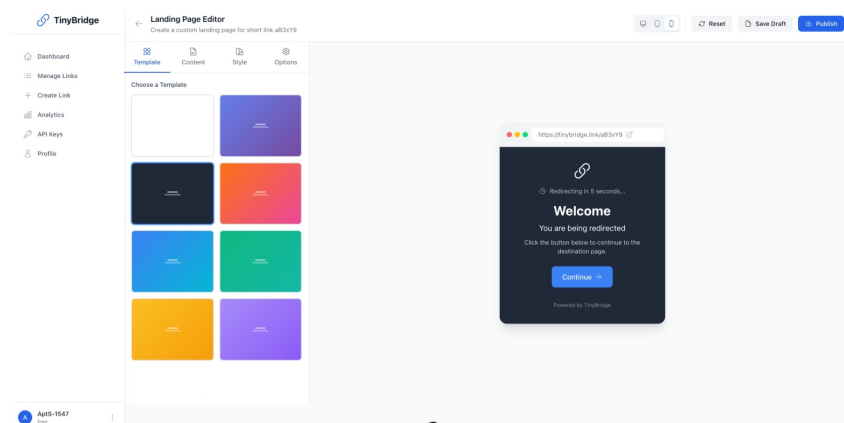 TinyBridge
Landing Page Editor
Create a custom landing page for short link aB3xY9
Reset
Save Draft
Publish
Dashboard
Manage Links
Create Link
Analytics
API Keys
Profile
Template
Content
Style
Options
Choose a Template
https://tinybridge.link/aB3xY9
Redirecting in 5 seconds...
Welcome
You are being redirected
Click the button below to continue to the
destination page.
Continue →
Powered by TinyBridge
A
AptS-1547
free